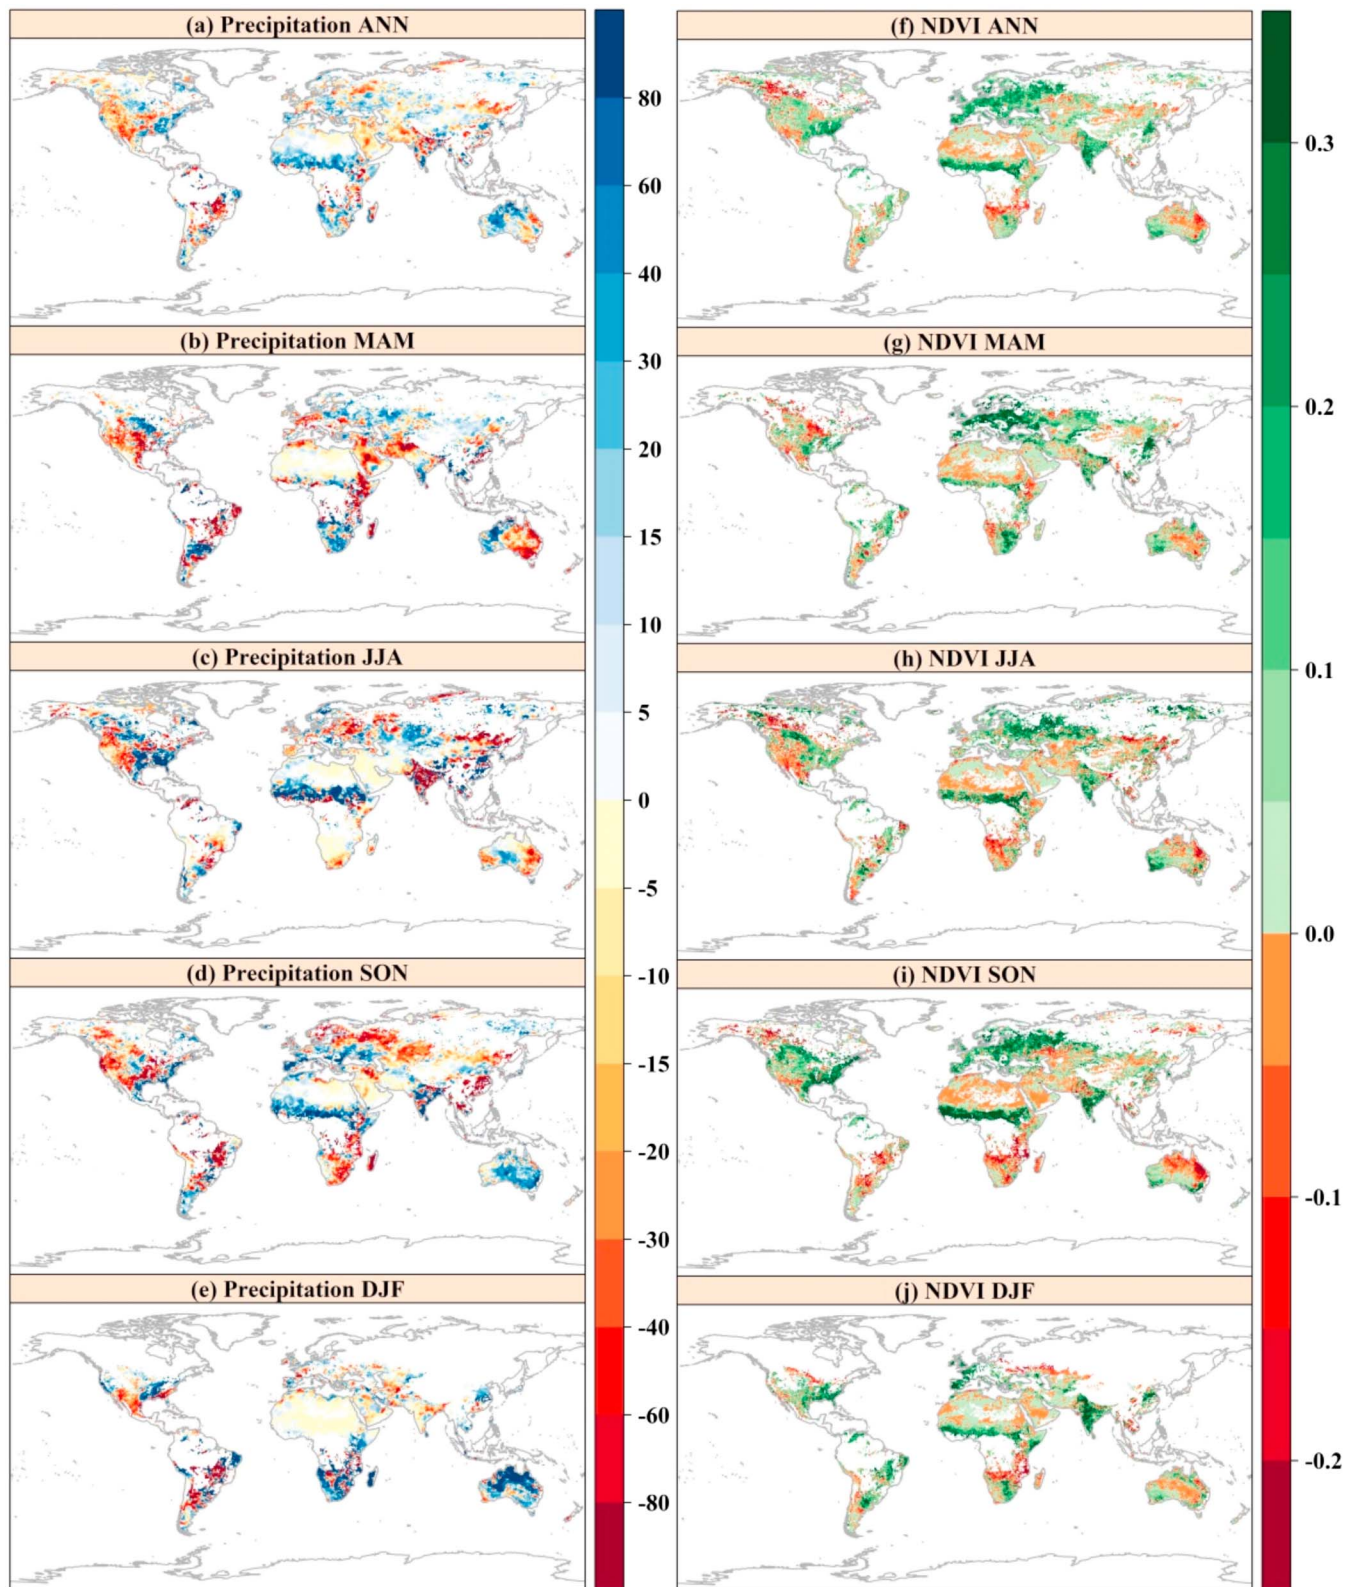 (a) Precipitation ANN
(b) Precipitation MAM
(c) Precipitation JJA
(d) Precipitation SON
(e) Precipitation DJF
80
60
40
30
20
15
10
5
0
-5
-10
-15
-20
-30
-40
-60
-80
(f) NDVI ANN
(g) NDVI MAM
(h) NDVI JJA
(i) NDVI SON
(j) NDVI DJF
0.3
0.2
0.1
0.0
-0.1
-0.2